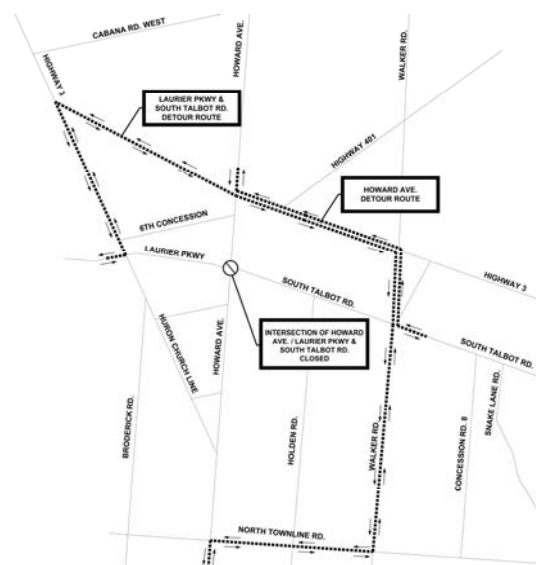 CABANA RD. WEST
HOWARD AVE.
WALKER RD.
HIGHWAY 3
LAURIER PKWY &
SOUTH TALBOT RD.
DETOUR ROUTE
HIGHWAY 401
HOWARD AVE.
DETOUR ROUTE
6TH CONCESSION
LAURIER PKWY
HIGHWAY 3
SOUTH TALBOT RD.
INTERSECTION OF HOWARD
AVE. / LAURIER PKWY &
SOUTH TALBOT RD.
CLOSED
HURON CHURCH LINE
HOWARD AVE.
SOUTH TALBOT RD.
BRODERICK RD.
HOLDEN RD.
WALKER RD.
CONCESSION RD. 8
SNAKE LANE RD.
NORTH TOWNLINE RD.